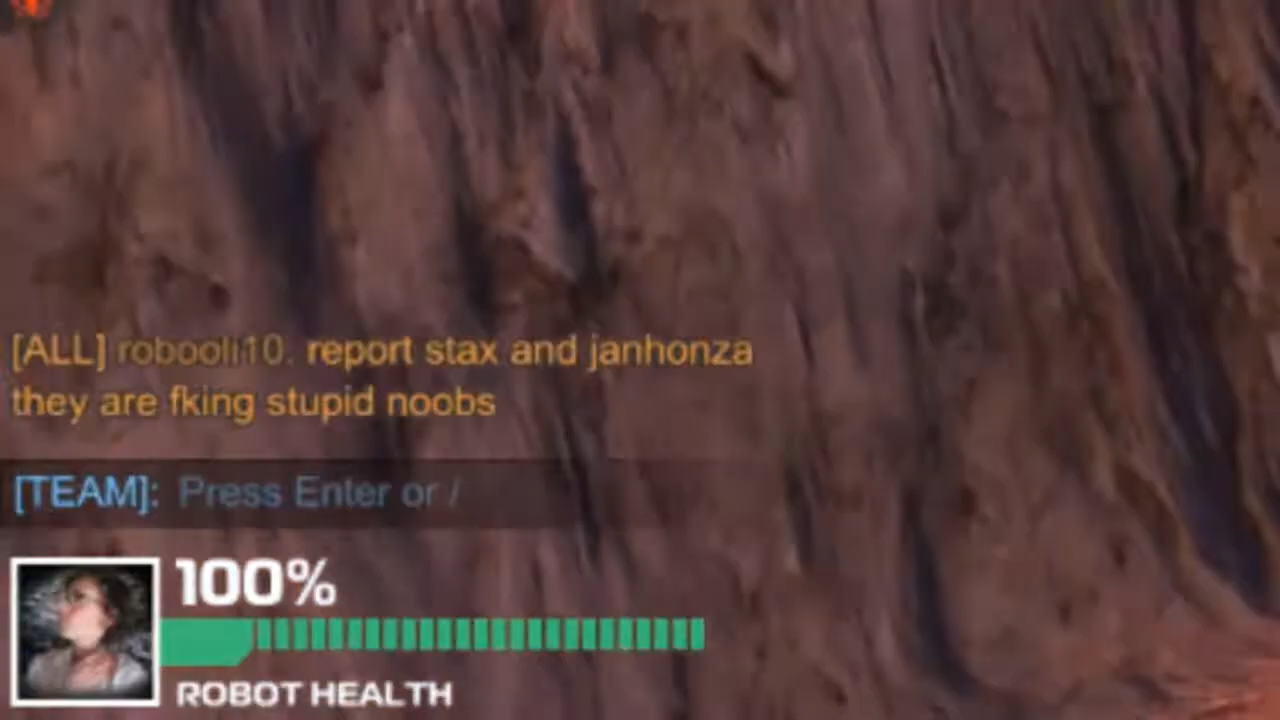 [ALL] robooli10. report stax and janhonza
they are fking stupid noobs
[TEAM]: Press Enter or /
100%
ROBOT HEALTH